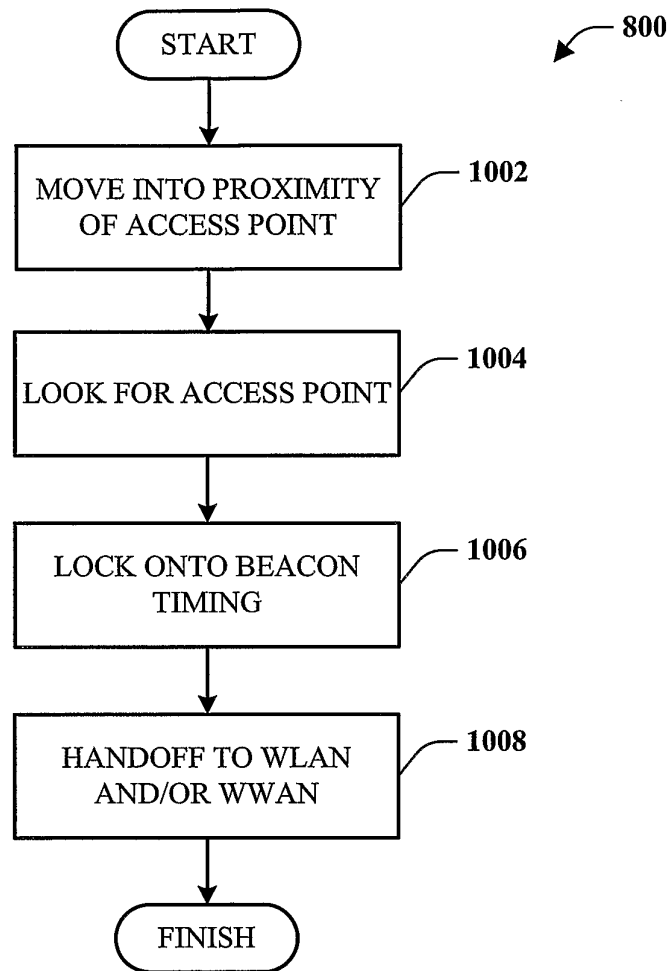 START
800
MOVE INTO PROXIMITY
OF ACCESS POINT
1002
LOOK FOR ACCESS POINT
1004
LOCK ONTO BEACON
TIMING
1006
HANDOFF TO WLAN
AND/OR WWAN
1008
FINISH